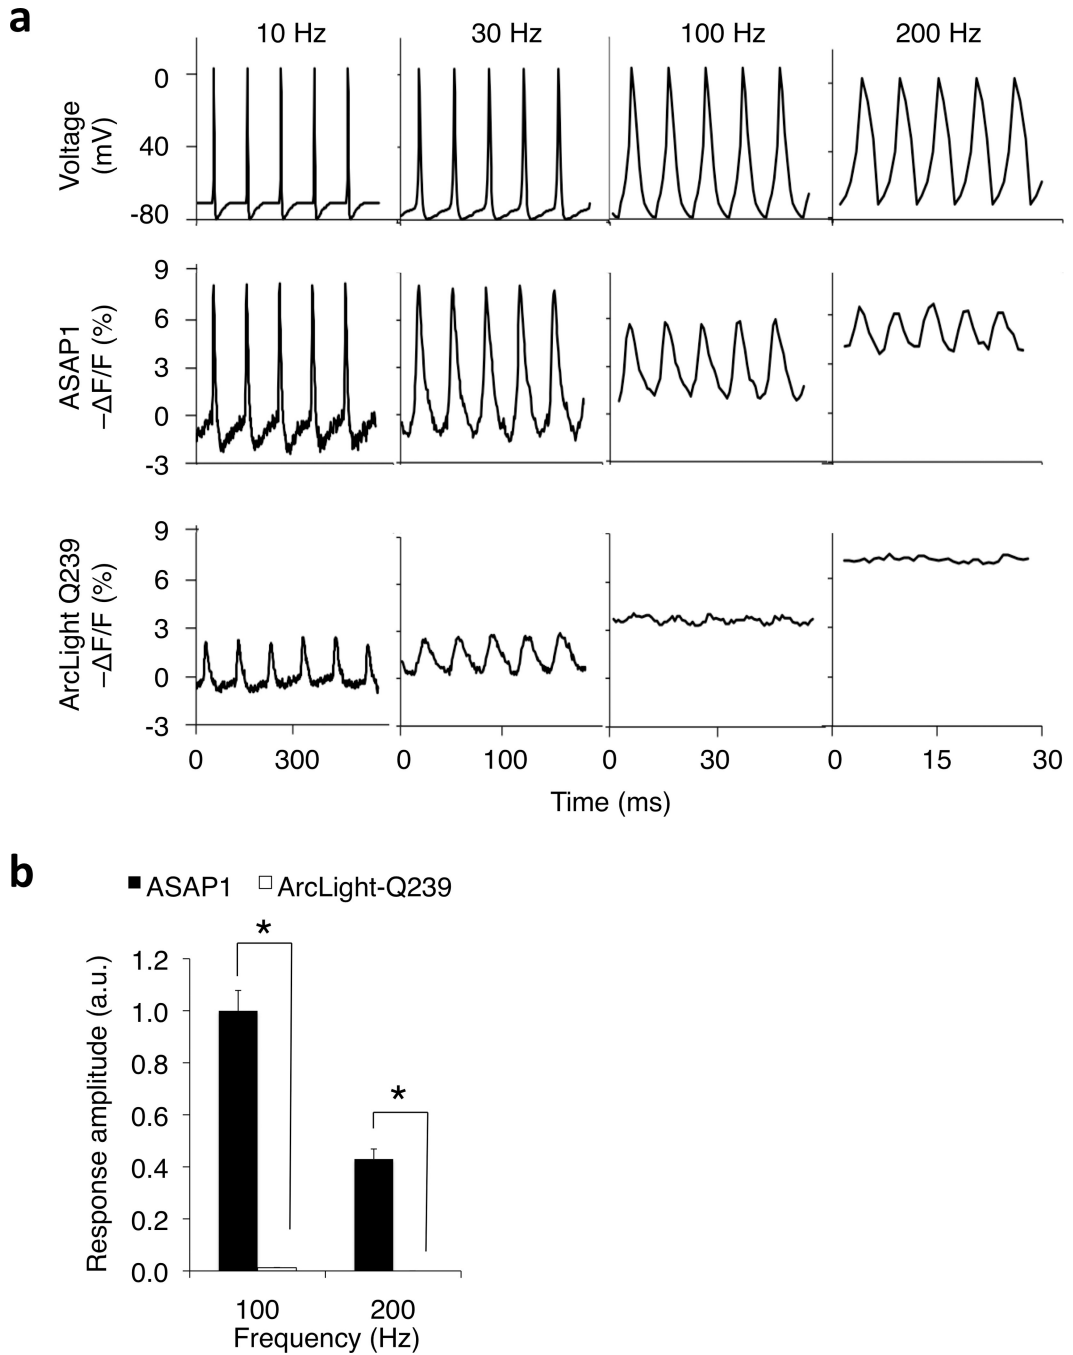 a
10 Hz 30 Hz 100 Hz 200 Hz
Voltage
(mV)
0
40
-80
ASAP1
–ΔF/F (%)
9
6
3
0
-3
ArcLight Q239
–ΔF/F (%)
9
6
3
0
-3
0 300 0 100 0 30 0 15 30
Time (ms)
b
ASAP1 ArcLight-Q239
* 
*
Response amplitude (a.u.)
1.2
1.0
0.8
0.6
0.4
0.2
0.0
100 200
Frequency (Hz)